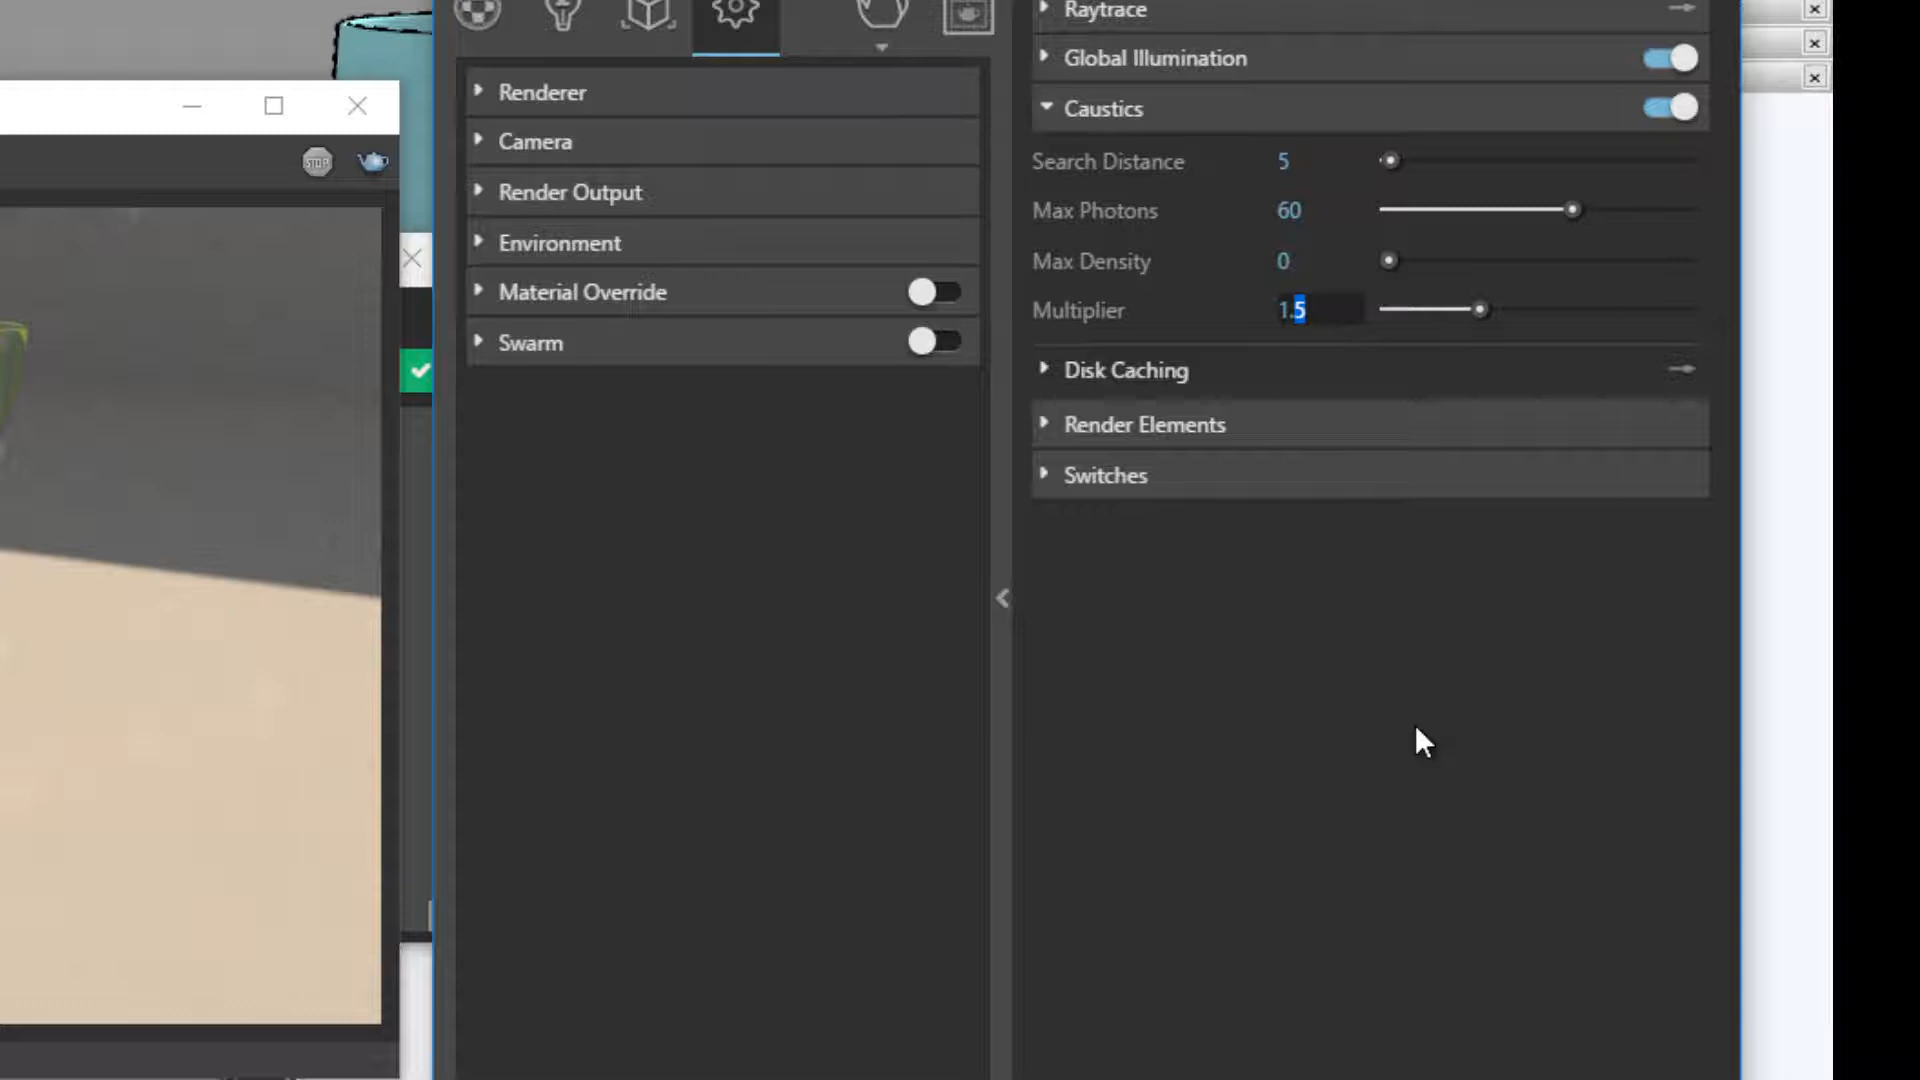 Raytrace
Global Illumination
Renderer
Caustics
Camera
STOP
Search Distance 5
Render Output
Max Photons 60
Environment
Max Density 0
Material Override
Multiplier 1.5
Swarm
Disk Caching
Render Elements
Switches